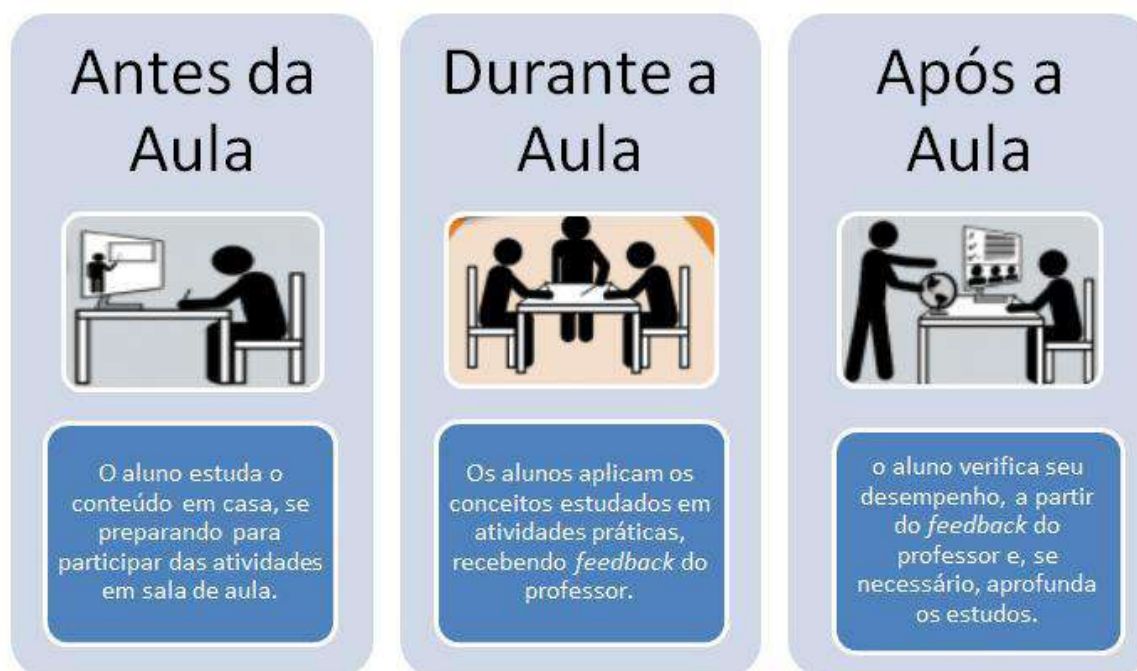 Antes da
Aula
O aluno estuda o
conteúdo em casa, se
preparando para
participar das atividades
em sala de aula.
Durante a
Aula
Os alunos aplicam os
conceitos estudados em
atividades práticas,
recebendo feedback do
professor.
Após a
Aula
o aluno verifica seu
desempenho, a partir
do feedback do
professor e, se
necessário, aprofunda
os estudos.